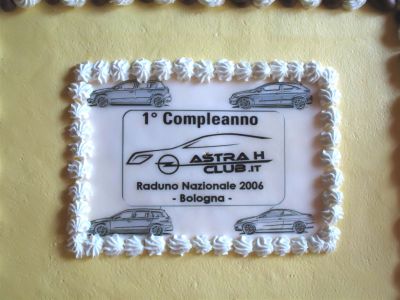 1° Compleanno
ASTRA H
CLUB.IT
Raduno Nazionale 2006
- Bologna -